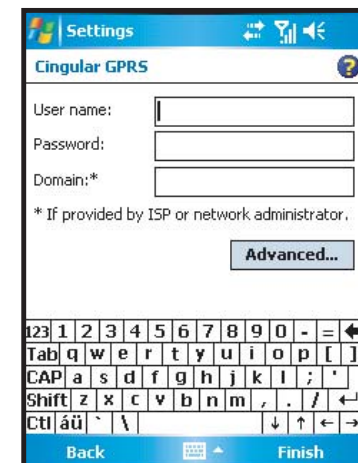 Settings
Cingular GPRS
User name:
Password:
Domain:*
* If provided by ISP or network administrator.
Advanced...
123 1 2 3 4 5 6 7 8 9 0 - =
Tab q w e r t y u i o p [ ]
CAP a s d f g h j k l ; '
Shift z x c v b n m , . /
Ctl áü ` \
Back Finish